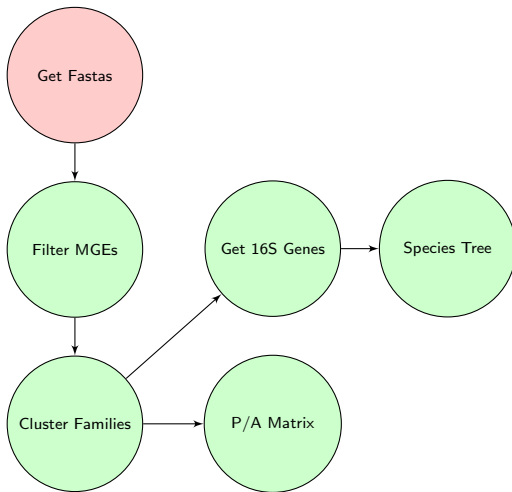 Get Fastas
Filter MGEs
Get 16S Genes
Species Tree
Cluster Families
P/A Matrix